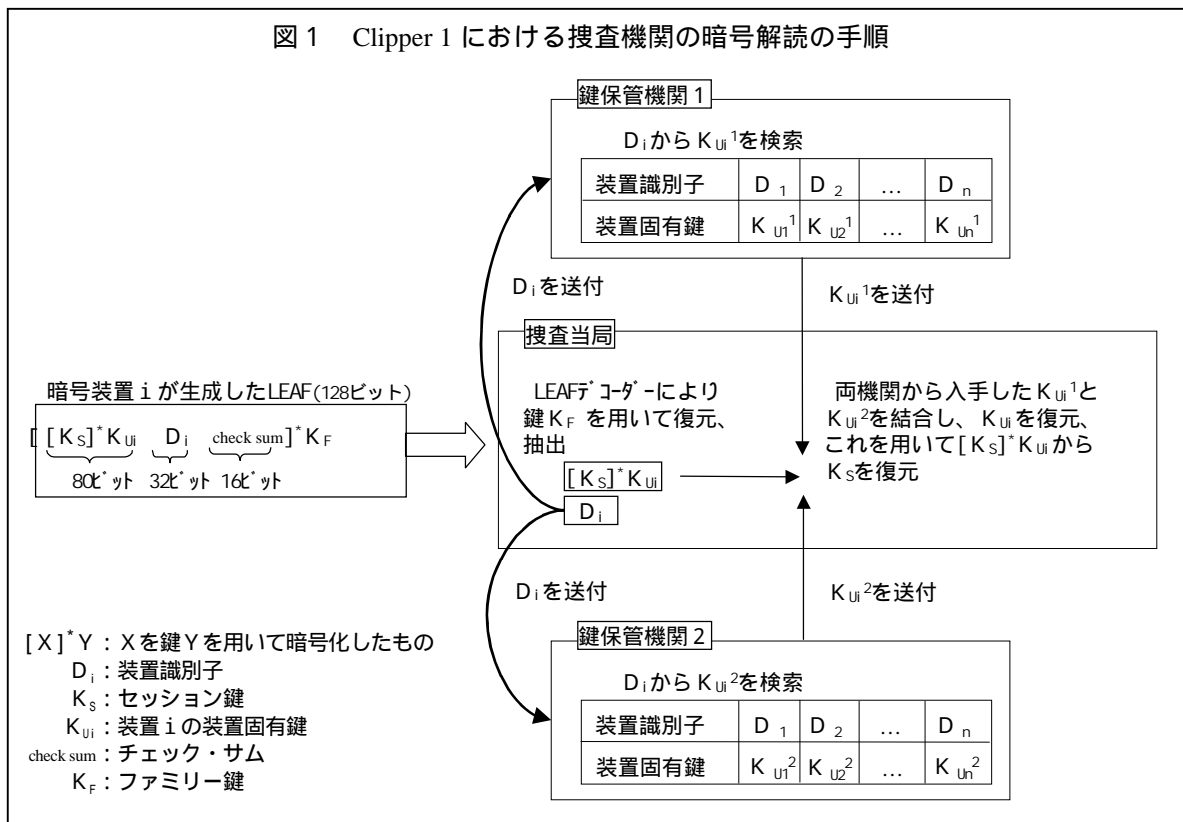 図1 Clipper 1 における捜査機関の暗号解読の手順
鍵保管機関1
DiからKUi¹を検索
装置識別子 D1 D2 … Dn
装置固有鍵 KU1¹ KU2¹ … KUn¹
Diを送付
KUi¹を送付
捜査当局
暗号装置iが生成したLEAF(128ビット)
[[KS]*KUi Di check sum]*KF
80ビット 32ビット 16ビット
LEAFデコーダーにより
鍵KFを用いて復元、
抽出
[KS]*KUi
Di
両機関から入手したKUi¹と
KUi²を結合し、KUiを復元、
これを用いて[KS]*KUiから
KSを復元
Diを送付
KUi²を送付
鍵保管機関2
DiからKUi²を検索
装置識別子 D1 D2 … Dn
装置固有鍵 KU1² KU2² … KUn²
[X]*Y:Xを鍵Yを用いて暗号化したもの
Di:装置識別子
KS:セッション鍵
KUi:装置iの装置固有鍵
check sum:チェック・サム
KF:ファミリー鍵